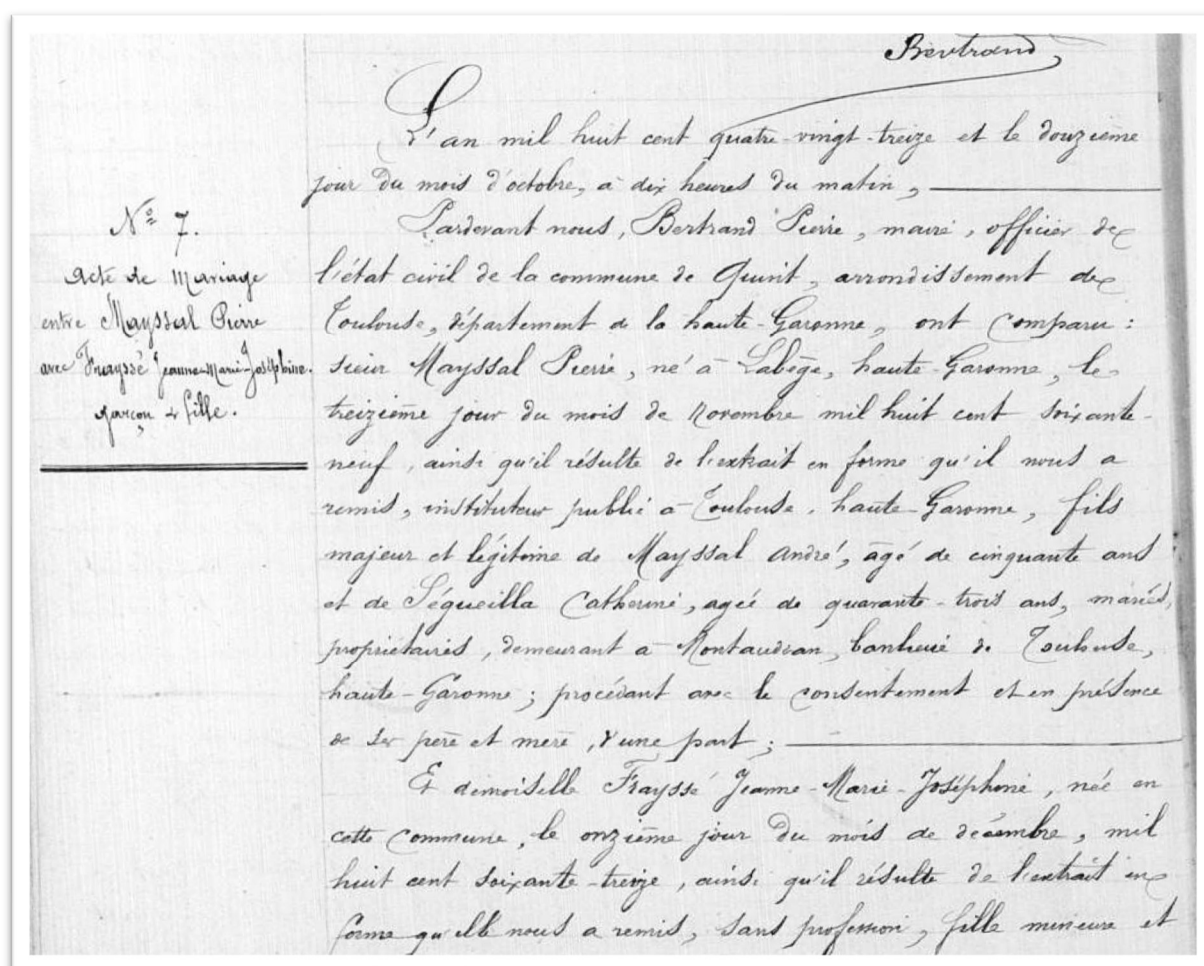 Bertrand
L'an mil huit cent quatre-vingt-treize et le douzième
jour du mois d'octobre, à dix heures du matin,
N° 7.
Acte de Mariage
entre Mayssal Pierre
avec Frayssé Jeanne-Marie-Joséphine.
garçon & fille.
Pardevant nous, Bertrand Pierre, maire, officier de
l'état civil de la commune de Quint, arrondissement de
Toulouse, département de la haute-Garonne, ont comparu :
sieur Mayssal Pierre, né à Labège, haute-Garonne, le
treizième jour du mois de novembre mil huit cent soixante-
neuf, ainsi qu'il résulte de l'extrait en forme qu'il nous a
remis, instituteur public à Toulouse, haute-Garonne, fils
majeur et légitime de Mayssal André, âgé de cinquante ans
et de Ségueilla Catherine, agée de quarante-trois ans, mariés,
propriétaires, demeurant à Montaudran, banlieue de Toulouse,
haute-Garonne ; procédant avec le consentement et en présence
de ses père et mère, d'une part ;
Et demoiselle Frayssé Jeanne-Marie-Joséphine, née en
cette commune, le onzième jour du mois de décembre, mil
huit cent soixante-treize, ainsi qu'il résulte de l'extrait en
forme qu'elle nous a remis, sans profession, fille mineure et